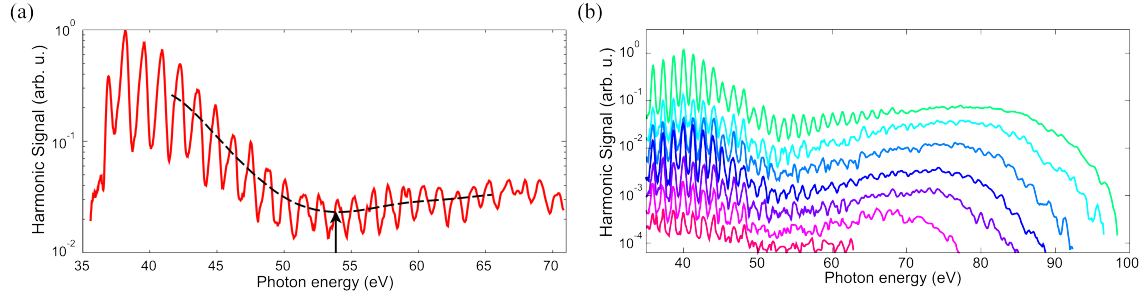 (a)
Harmonic Signal (arb. u.)
10^0
10^-1
10^-2
35 40 45 50 55 60 65 70
Photon energy (eV)
(b)
Harmonic Signal (arb. u.)
10^0
10^-1
10^-2
10^-3
10^-4
40 50 60 70 80 90 100
Photon energy (eV)